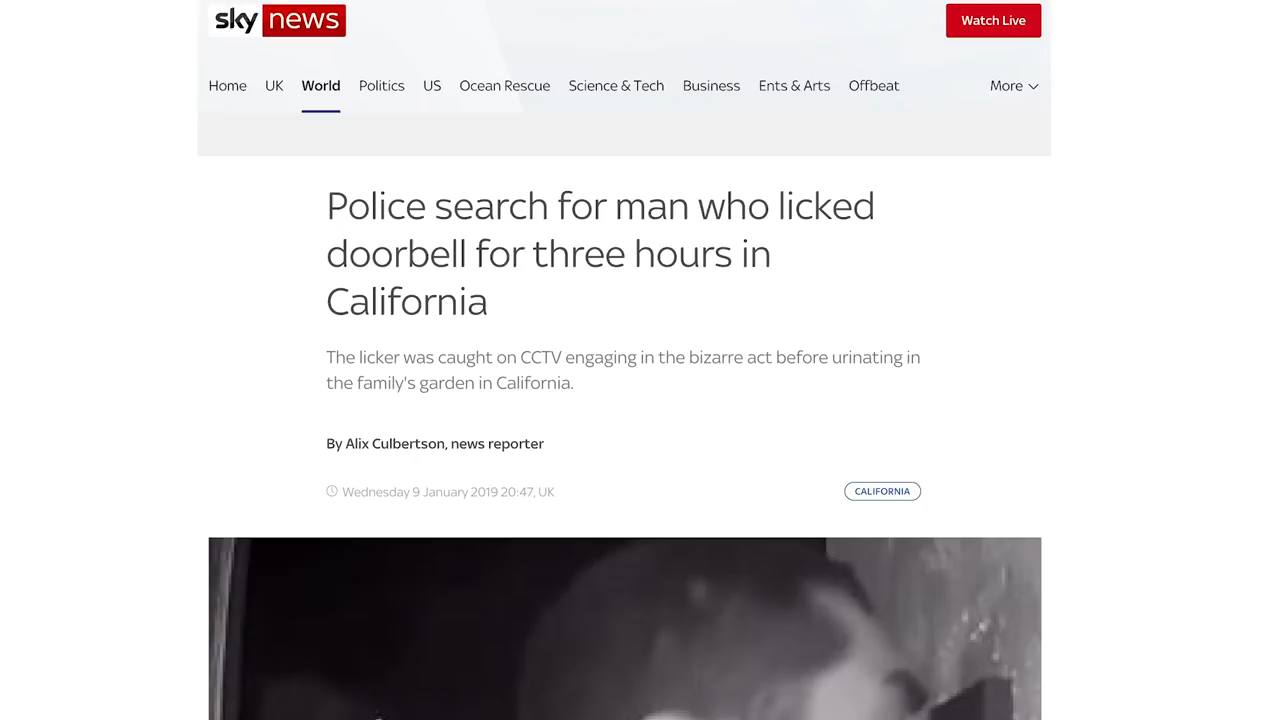 sky news
Watch Live
Home UK World Politics US Ocean Rescue Science & Tech Business Ents & Arts Offbeat More
Police search for man who licked
doorbell for three hours in
California
The licker was caught on CCTV engaging in the bizarre act before urinating in
the family's garden in California.
By Alix Culbertson, news reporter
Wednesday 9 January 2019 20:47, UK
CALIFORNIA